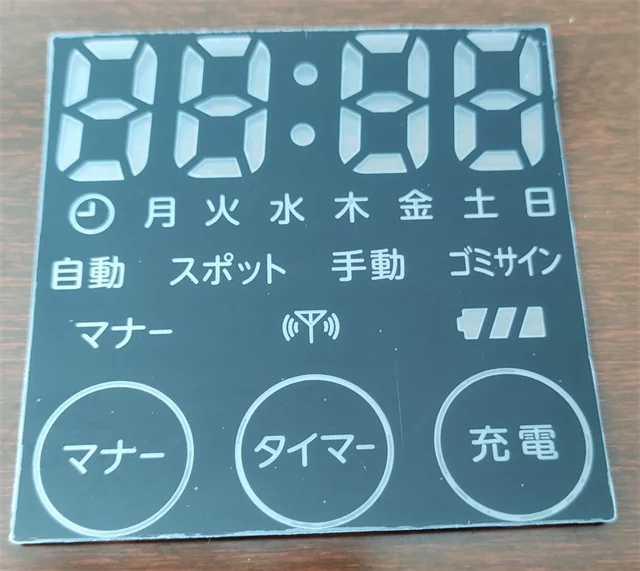 88:88
月 火 水 木 金 土 日
自動 スポット 手動 ゴミサイン
マナー
マナー タイマー 充電